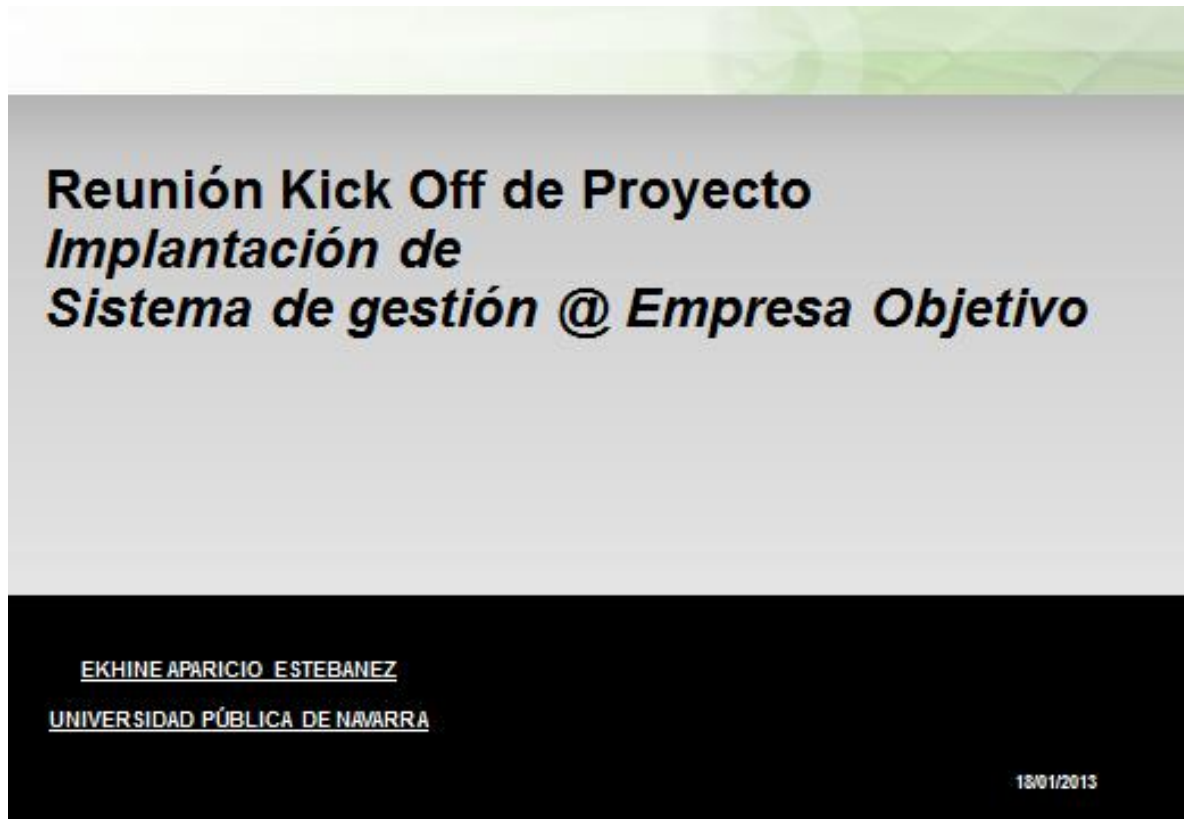 Reunión Kick Off de Proyecto
Implantación de
Sistema de gestión @ Empresa Objetivo
EKHINE APARICIO ESTEBANEZ
UNIVERSIDAD PÚBLICA DE NAVARRA
18/01/2013